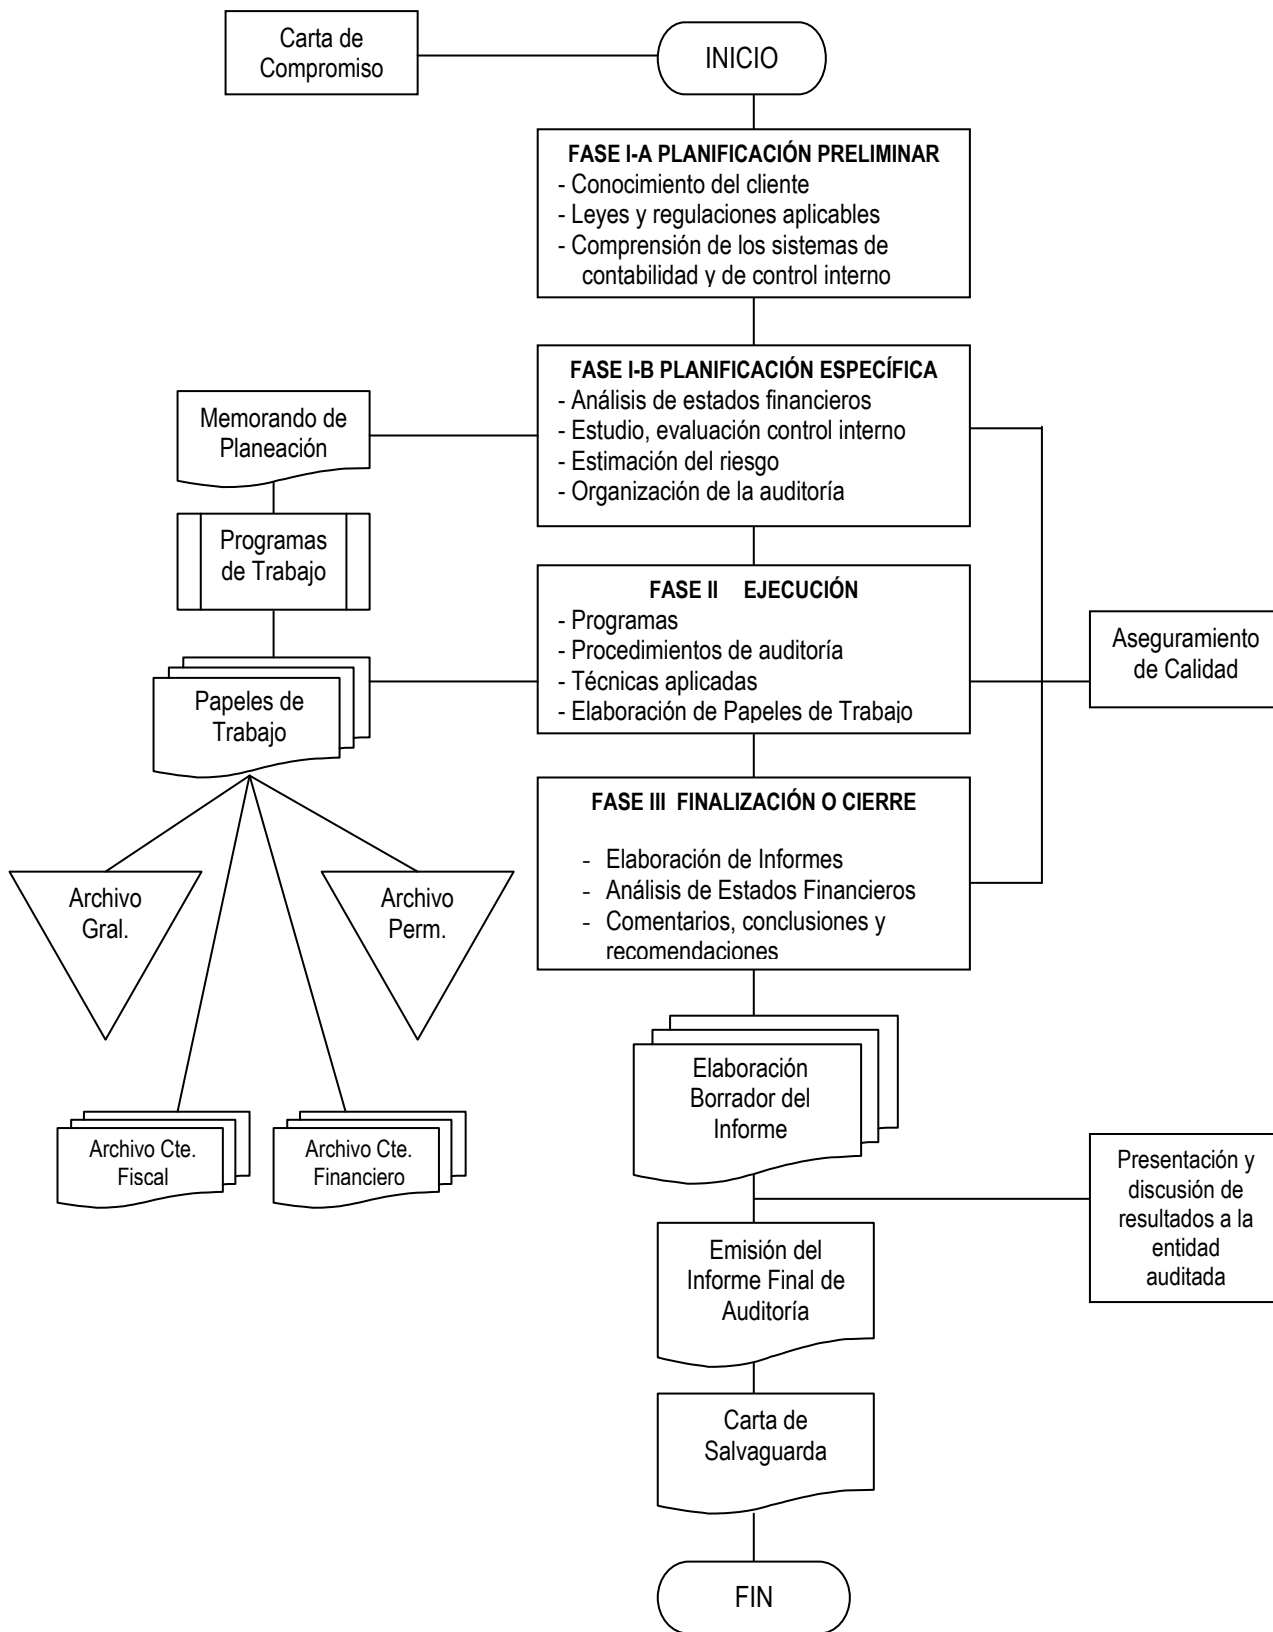 Carta de
Compromiso
INICIO
FASE I-A PLANIFICACIÓN PRELIMINAR
- Conocimiento del cliente
- Leyes y regulaciones aplicables
- Comprensión de los sistemas de
contabilidad y de control interno
FASE I-B PLANIFICACIÓN ESPECÍFICA
- Análisis de estados financieros
- Estudio, evaluación control interno
- Estimación del riesgo
- Organización de la auditoría
Memorando de
Planeación
Programas
de Trabajo
FASE II EJECUCIÓN
- Programas
- Procedimientos de auditoría
- Técnicas aplicadas
- Elaboración de Papeles de Trabajo
Aseguramiento
de Calidad
Papeles de
Trabajo
FASE III FINALIZACIÓN O CIERRE
- Elaboración de Informes
- Análisis de Estados Financieros
- Comentarios, conclusiones y
recomendaciones
Archivo
Gral.
Archivo
Perm.
Archivo Cte.
Fiscal
Archivo Cte.
Financiero
Elaboración
Borrador del
Informe
Presentación y
discusión de
resultados a la
entidad
auditada
Emisión del
Informe Final de
Auditoría
Carta de
Salvaguarda
FIN